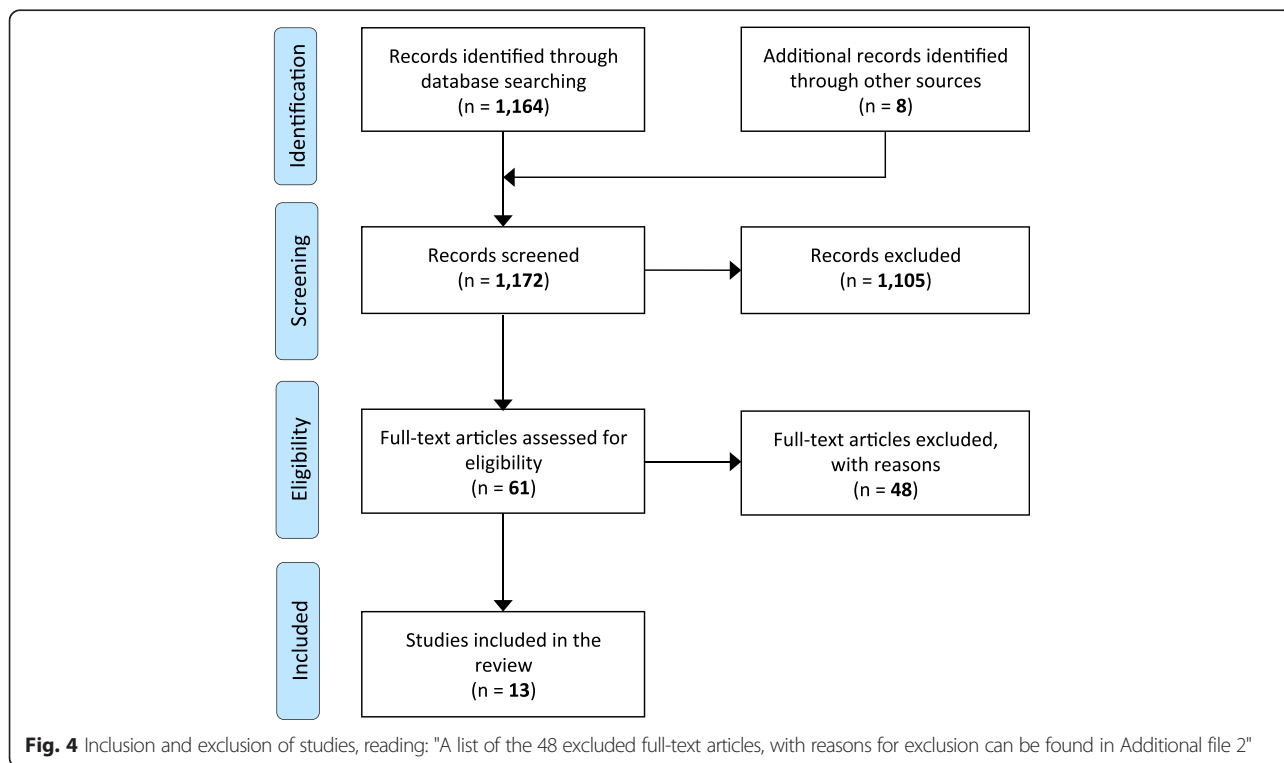 Identification
Records identified through
database searching
(n = 1,164)
Additional records identified
through other sources
(n = 8)
Screening
Records screened
(n = 1,172)
Records excluded
(n = 1,105)
Eligibility
Full-text articles assessed for
eligibility
(n = 61)
Full-text articles excluded,
with reasons
(n = 48)
Included
Studies included in the
review
(n = 13)
Fig. 4 Inclusion and exclusion of studies, reading: "A list of the 48 excluded full-text articles, with reasons for exclusion can be found in Additional file 2"